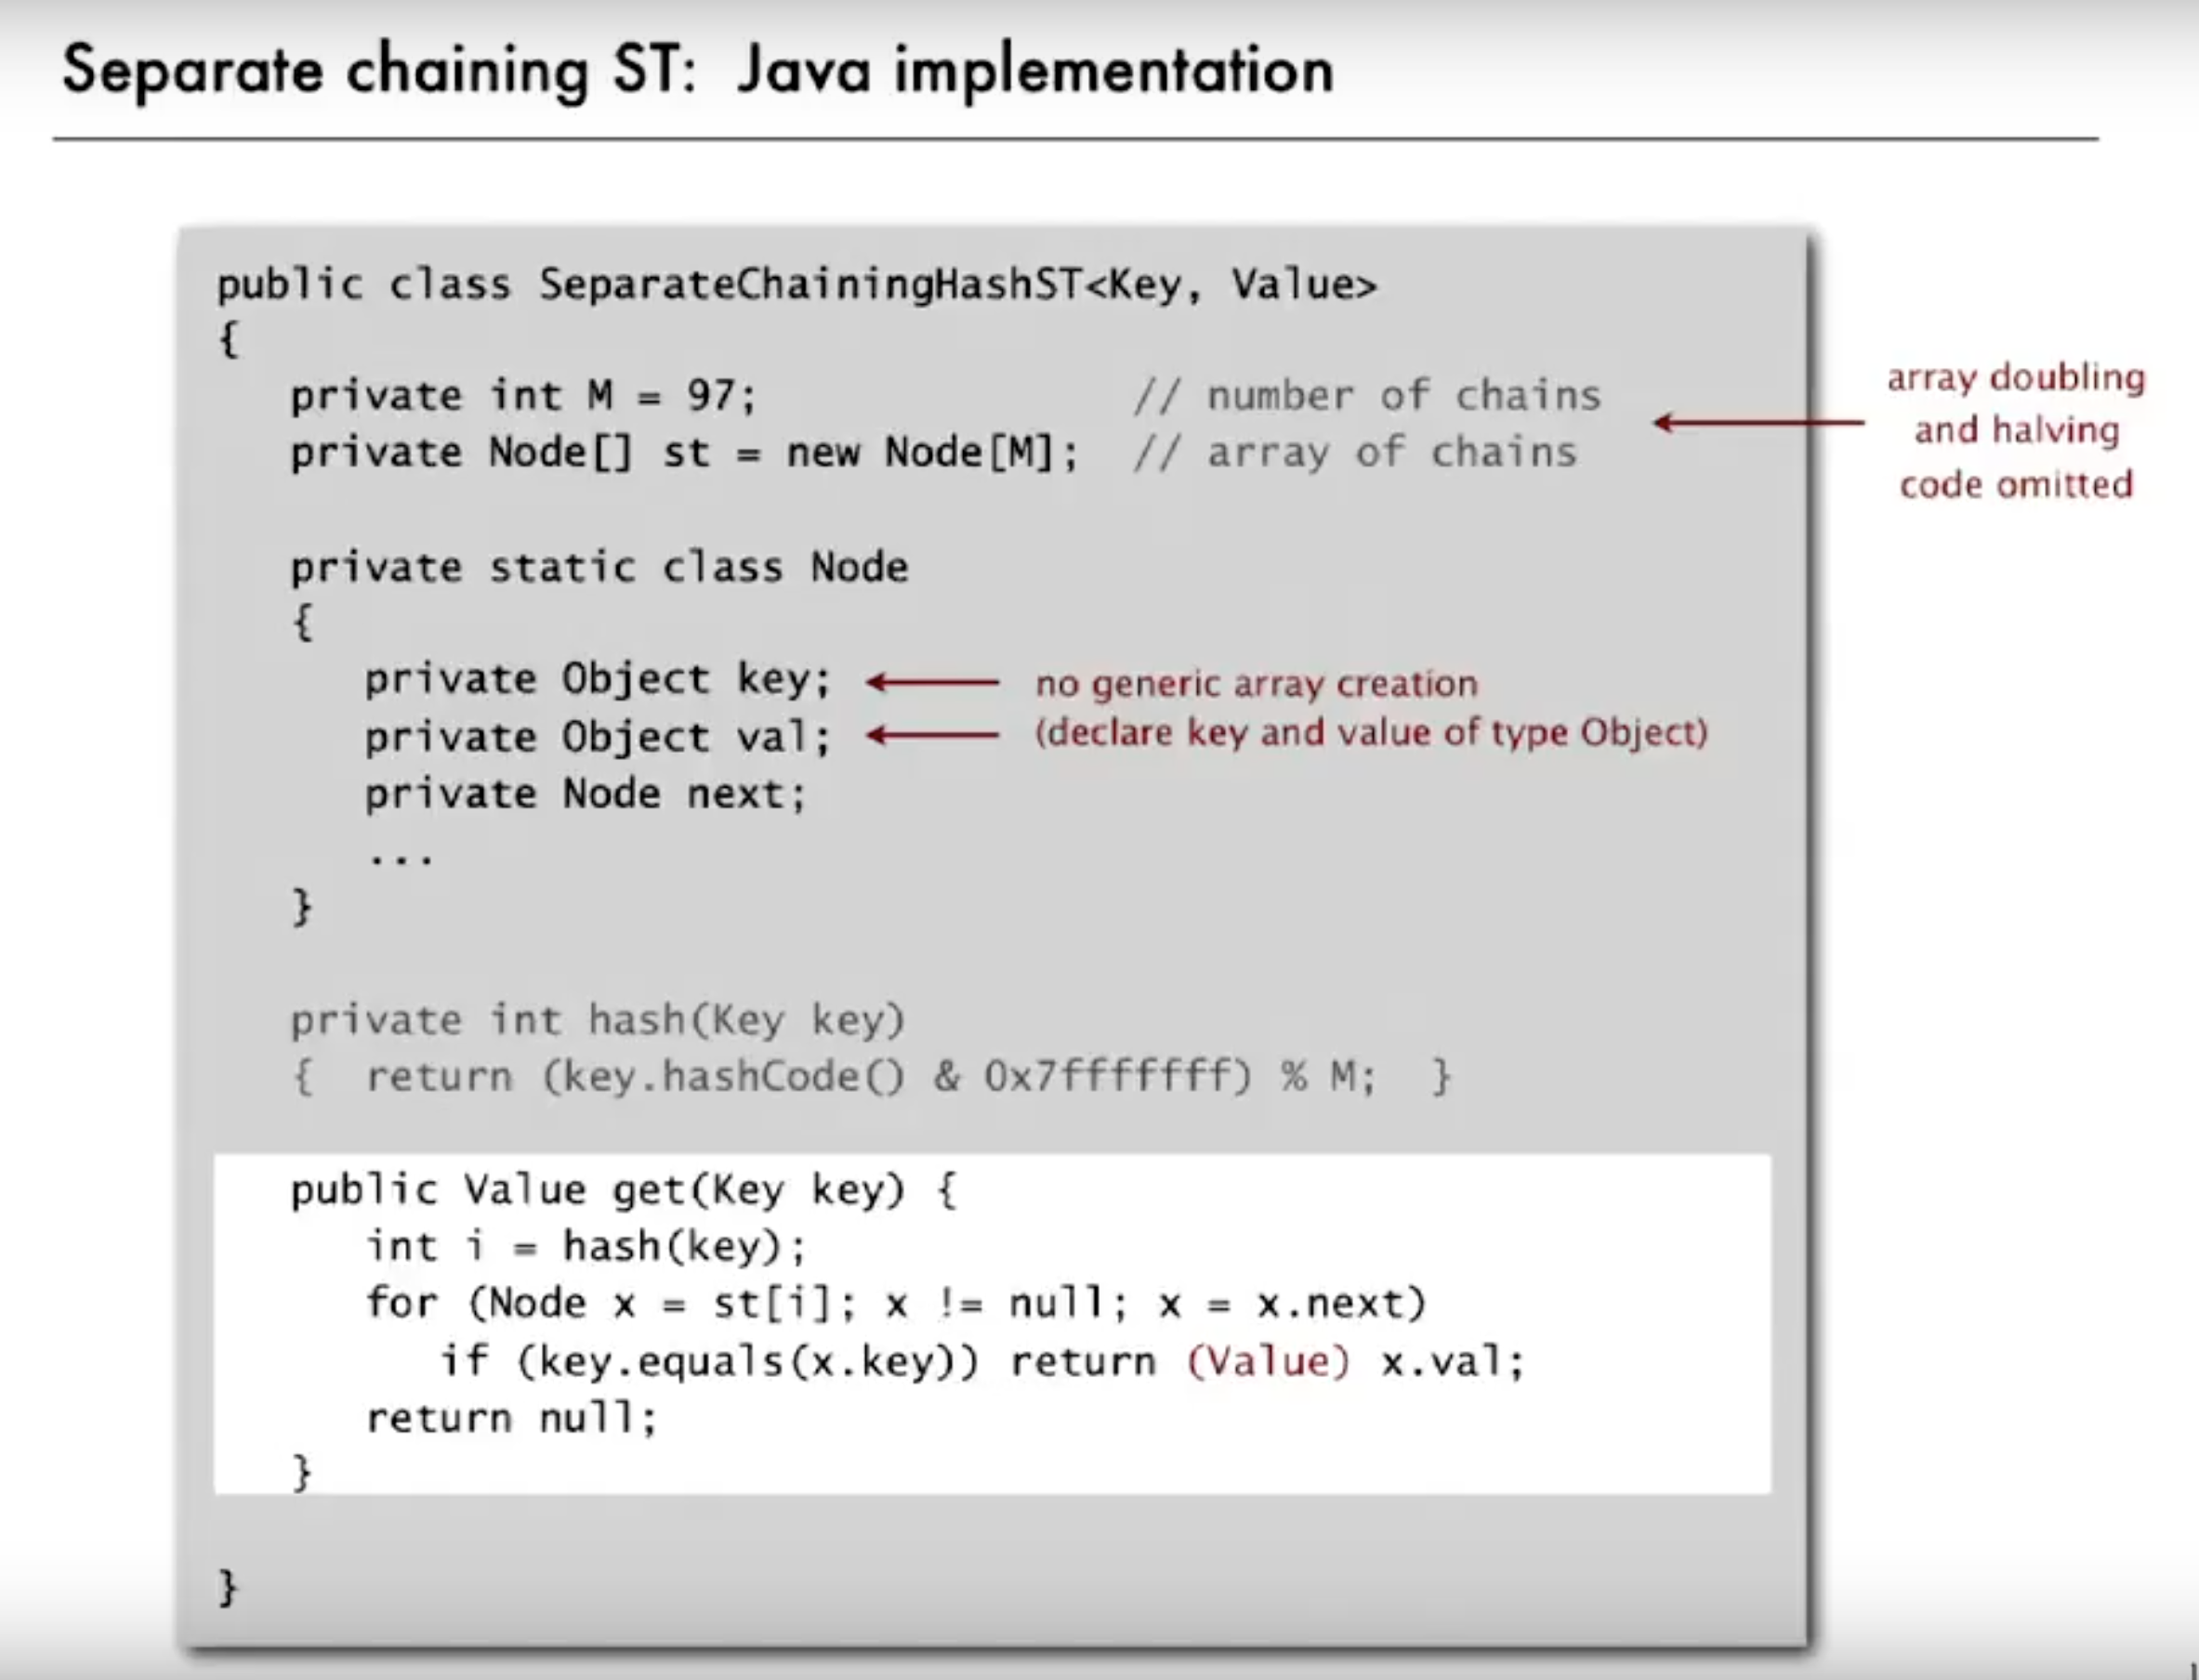 Separate chaining ST: Java implementation
public class SeparateChainingHashST<Key, Value>
{
private int M = 97; // number of chains
private Node[] st = new Node[M]; // array of chains
array doubling
and halving
code omitted
private static class Node
{
private Object key;
private Object val;
no generic array creation
(declare key and value of type Object)
private Node next;
...
}
private int hash(Key key)
{ return (key.hashCode() & 0x7fffffff) % M; }
public Value get(Key key) {
int i = hash(key);
for (Node x = st[i]; x != null; x = x.next)
if (key.equals(x.key)) return (Value) x.val;
return null;
}
}